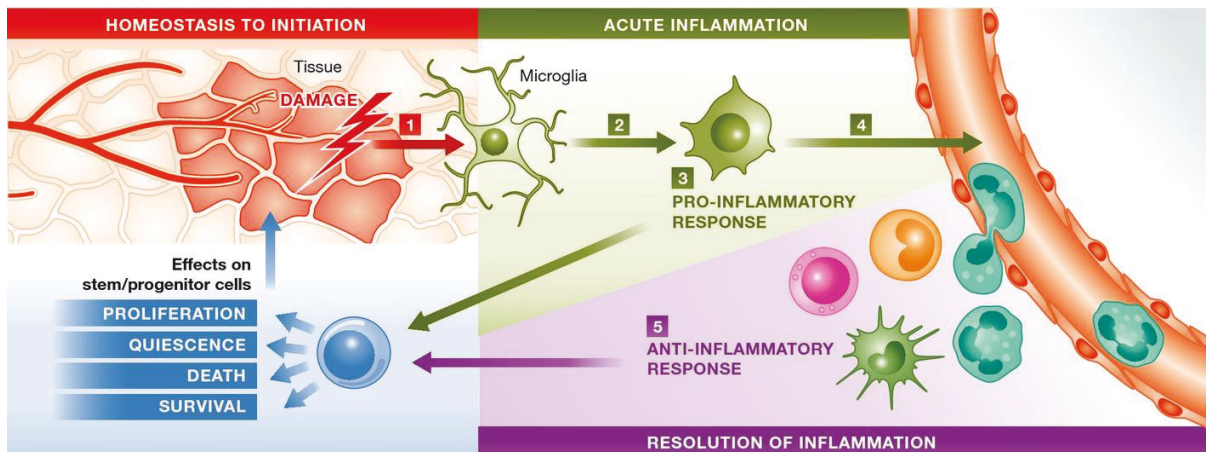 HOMEOSTASIS TO INITIATION
ACUTE INFLAMMATION
Tissue
DAMAGE
1
Microglia
2
3
PRO-INFLAMMATORY
RESPONSE
4
Effects on
stem/progenitor cells
PROLIFERATION
QUIESCENCE
DEATH
SURVIVAL
5
ANTI-INFLAMMATORY
RESPONSE
RESOLUTION OF INFLAMMATION